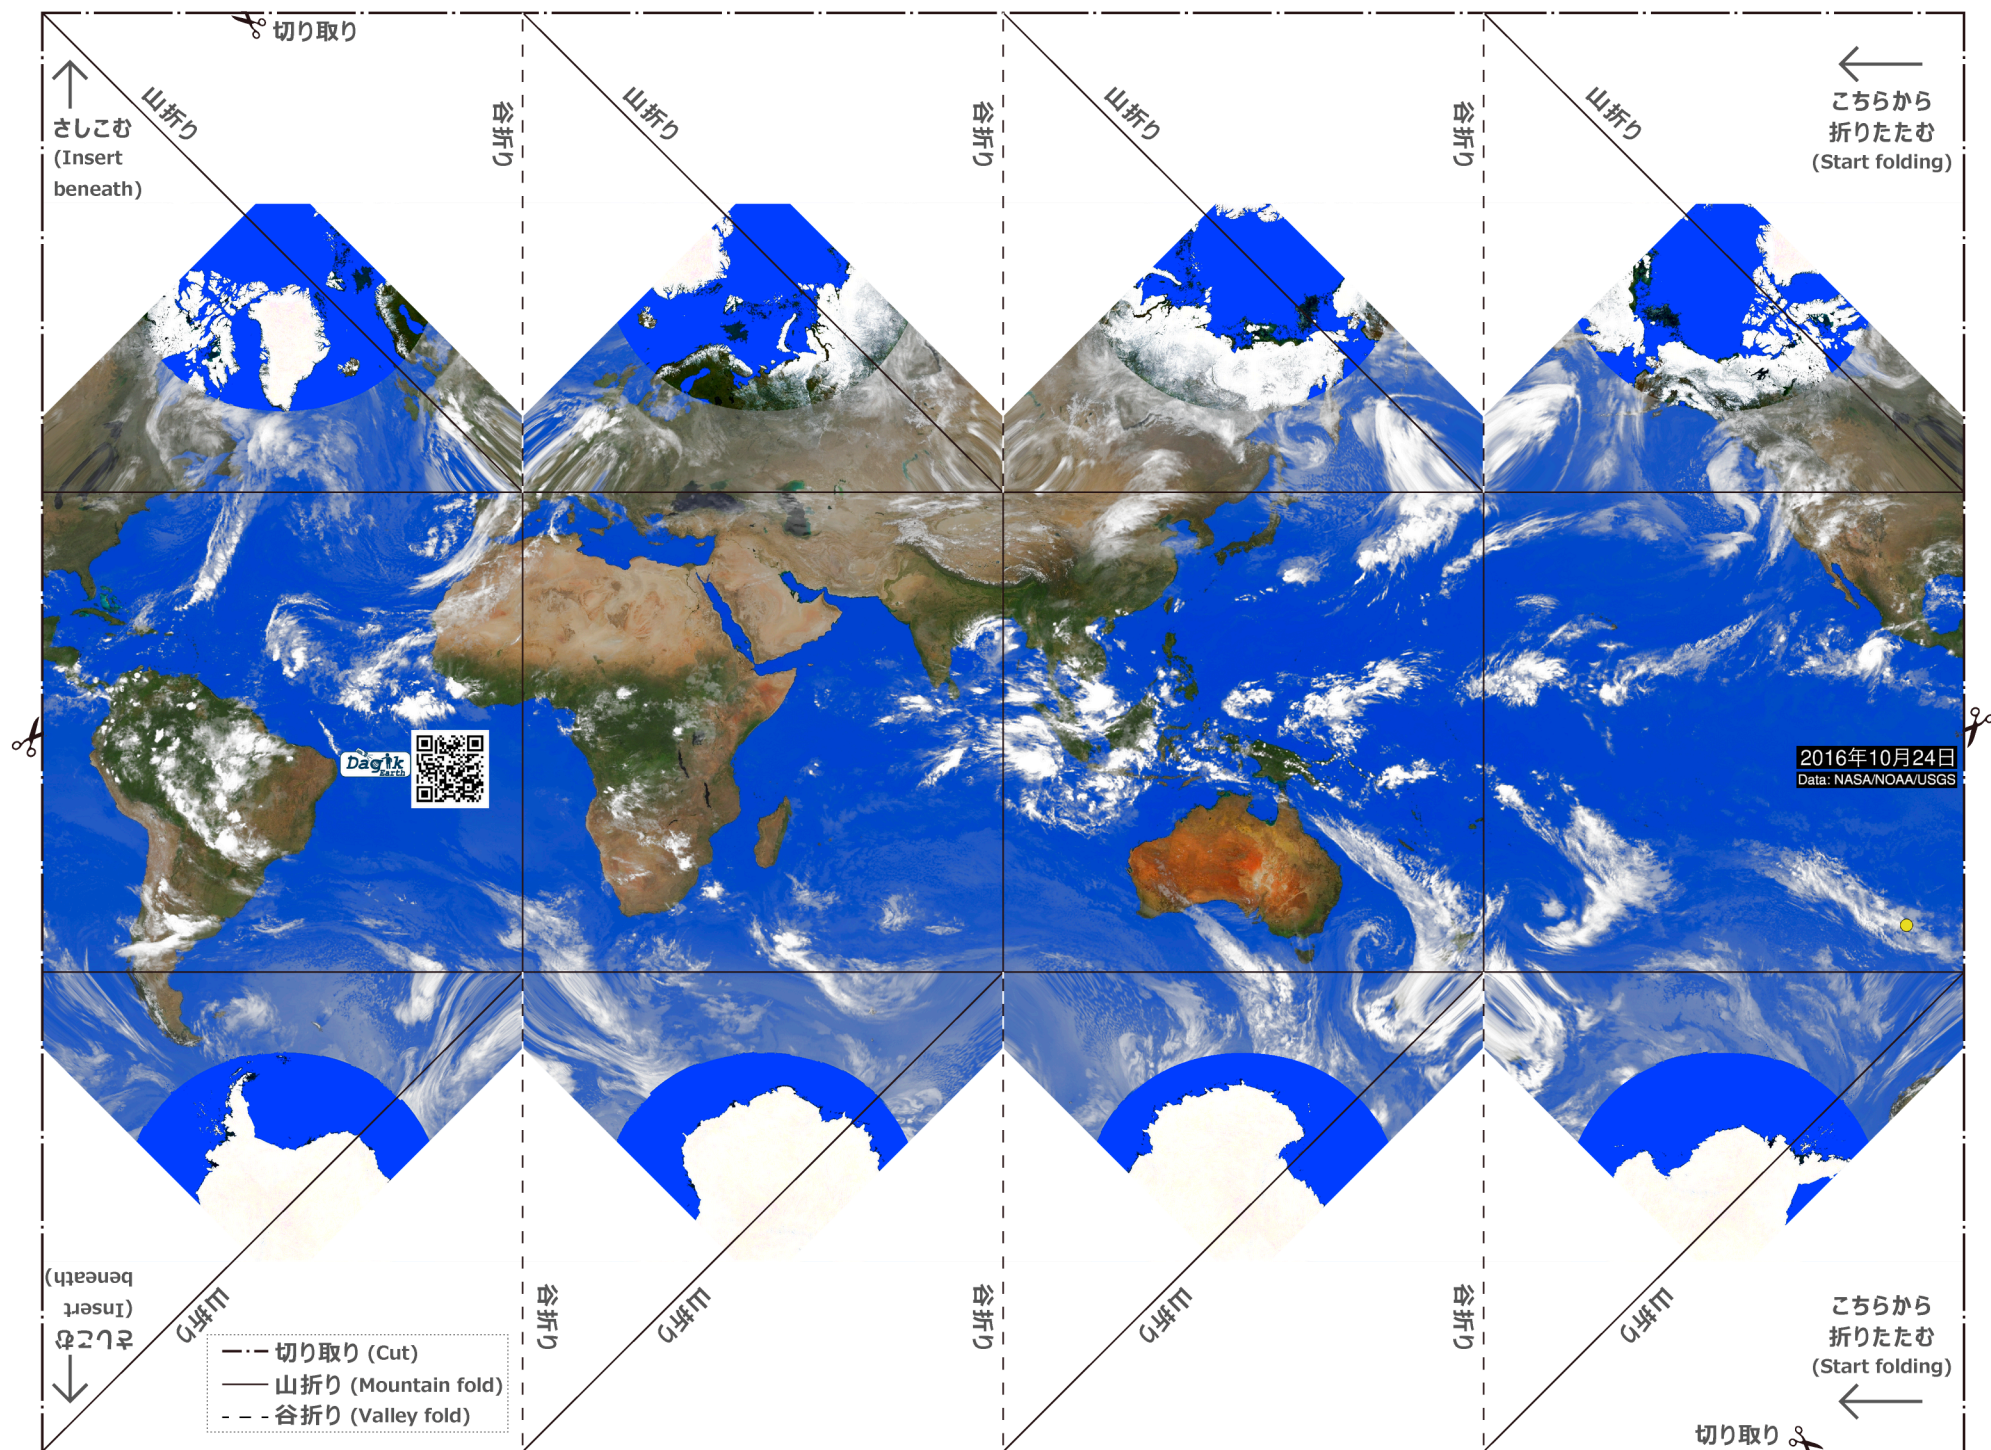 切り取り
さしこむ
(Insert
beneath)
山折り
谷折り
山折り
谷折り
山折り
谷折り
山折り
こちらから
折りたたむ
(Start folding)
Dagik
Earth
2016年10月24日
Data: NASA/NOAA/USGS
さしこむ
(Insert
beneath)
山折り
谷折り
山折り
谷折り
山折り
谷折り
山折り
こちらから
折りたたむ
(Start folding)
切り取り (Cut)
山折り (Mountain fold)
谷折り (Valley fold)
切り取り